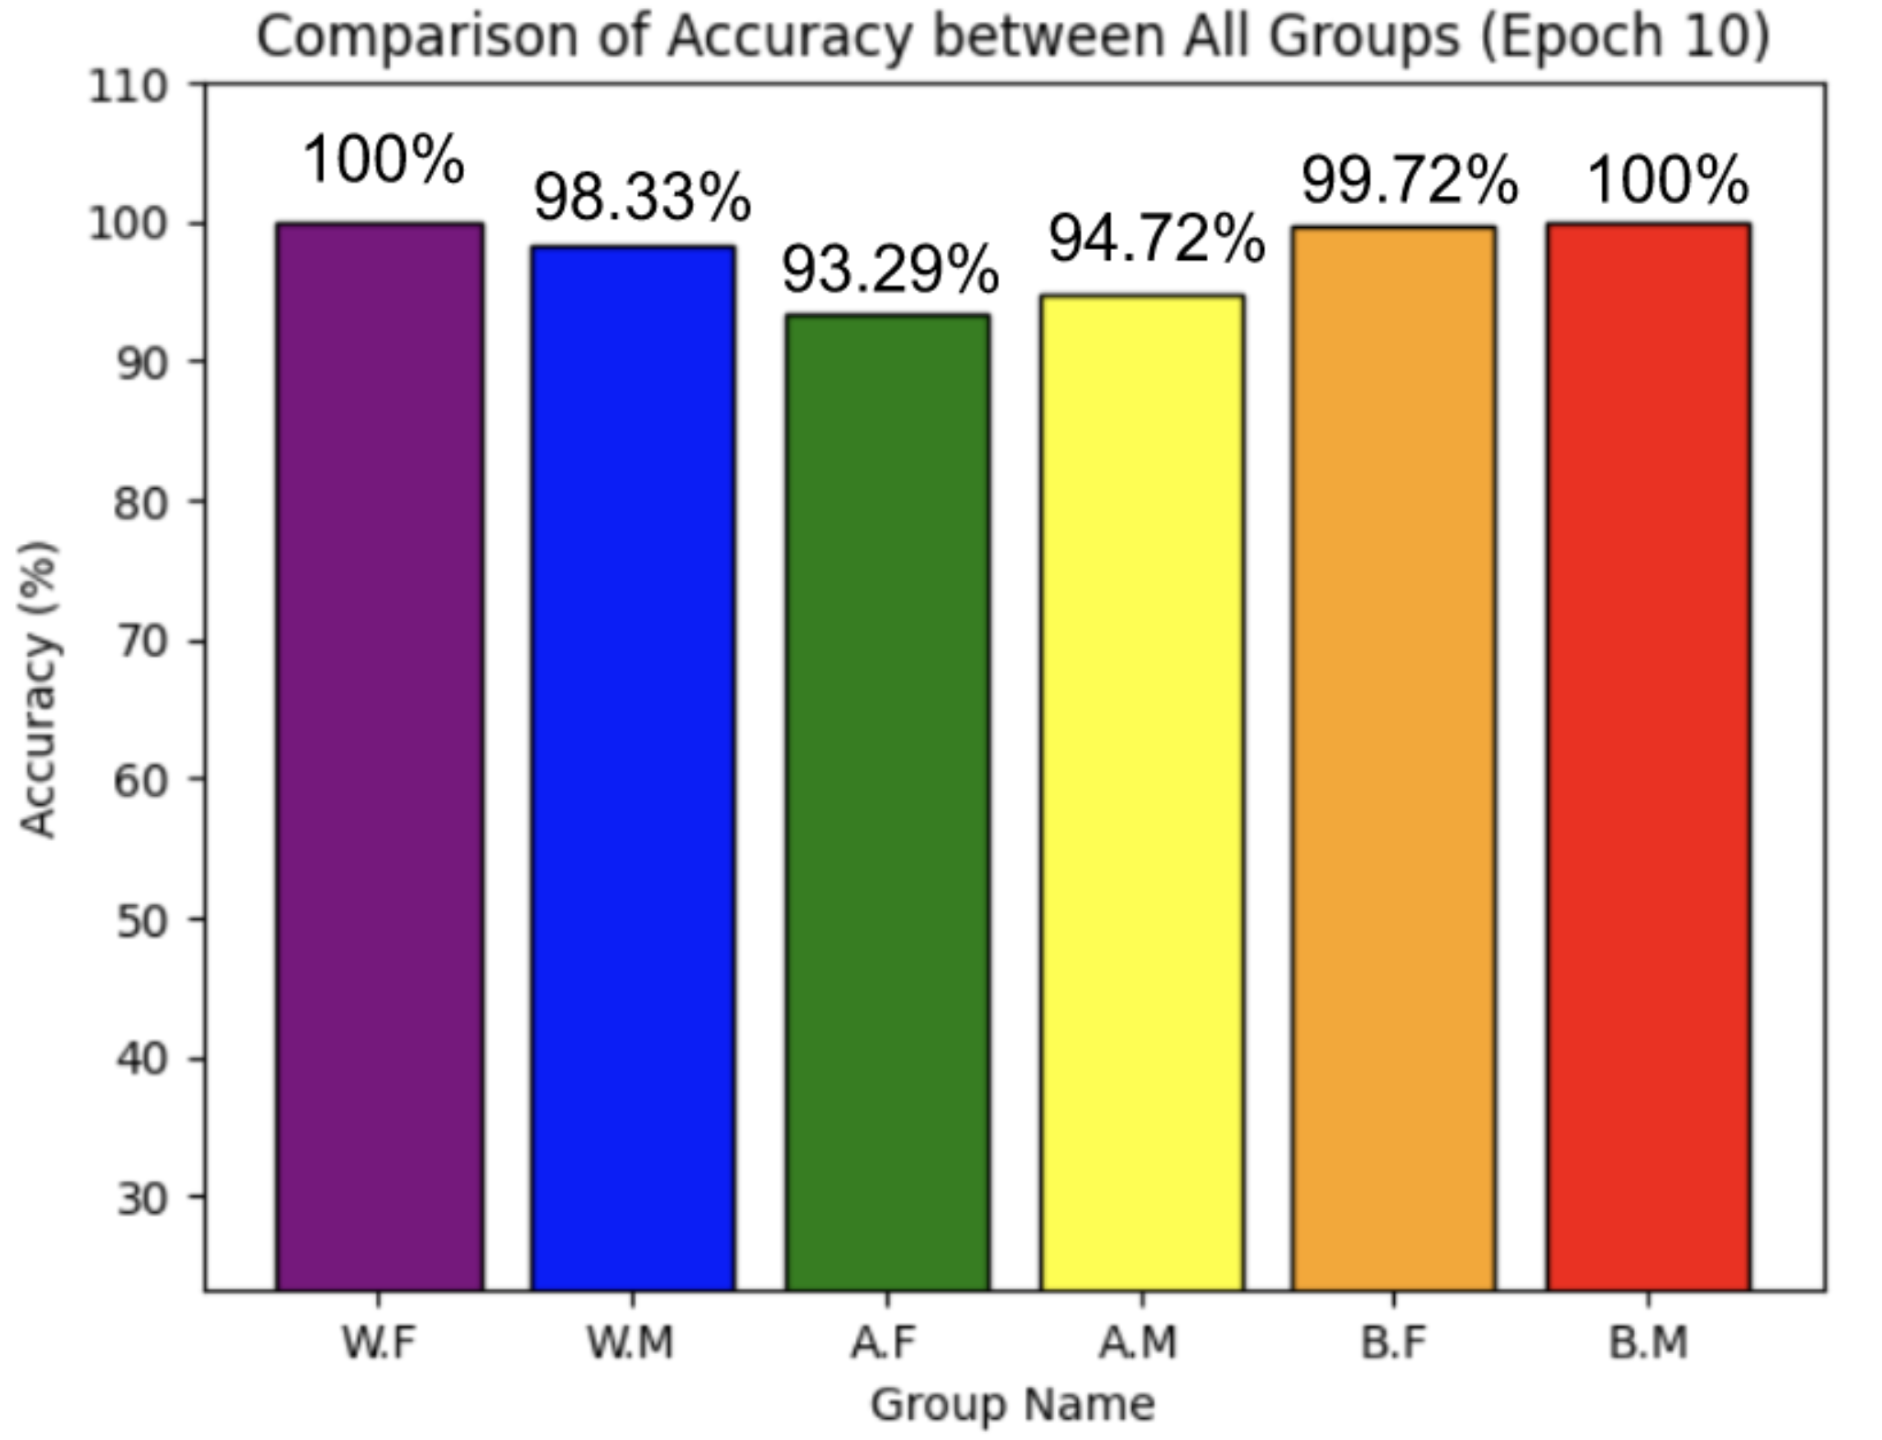 Comparison of Accuracy between All Groups (Epoch 10)
110
100
90
80
70
60
50
40
30
Accuracy (%)
100%
98.33%
93.29%
94.72%
99.72%
100%
W.F
W.M
A.F
A.M
B.F
B.M
Group Name